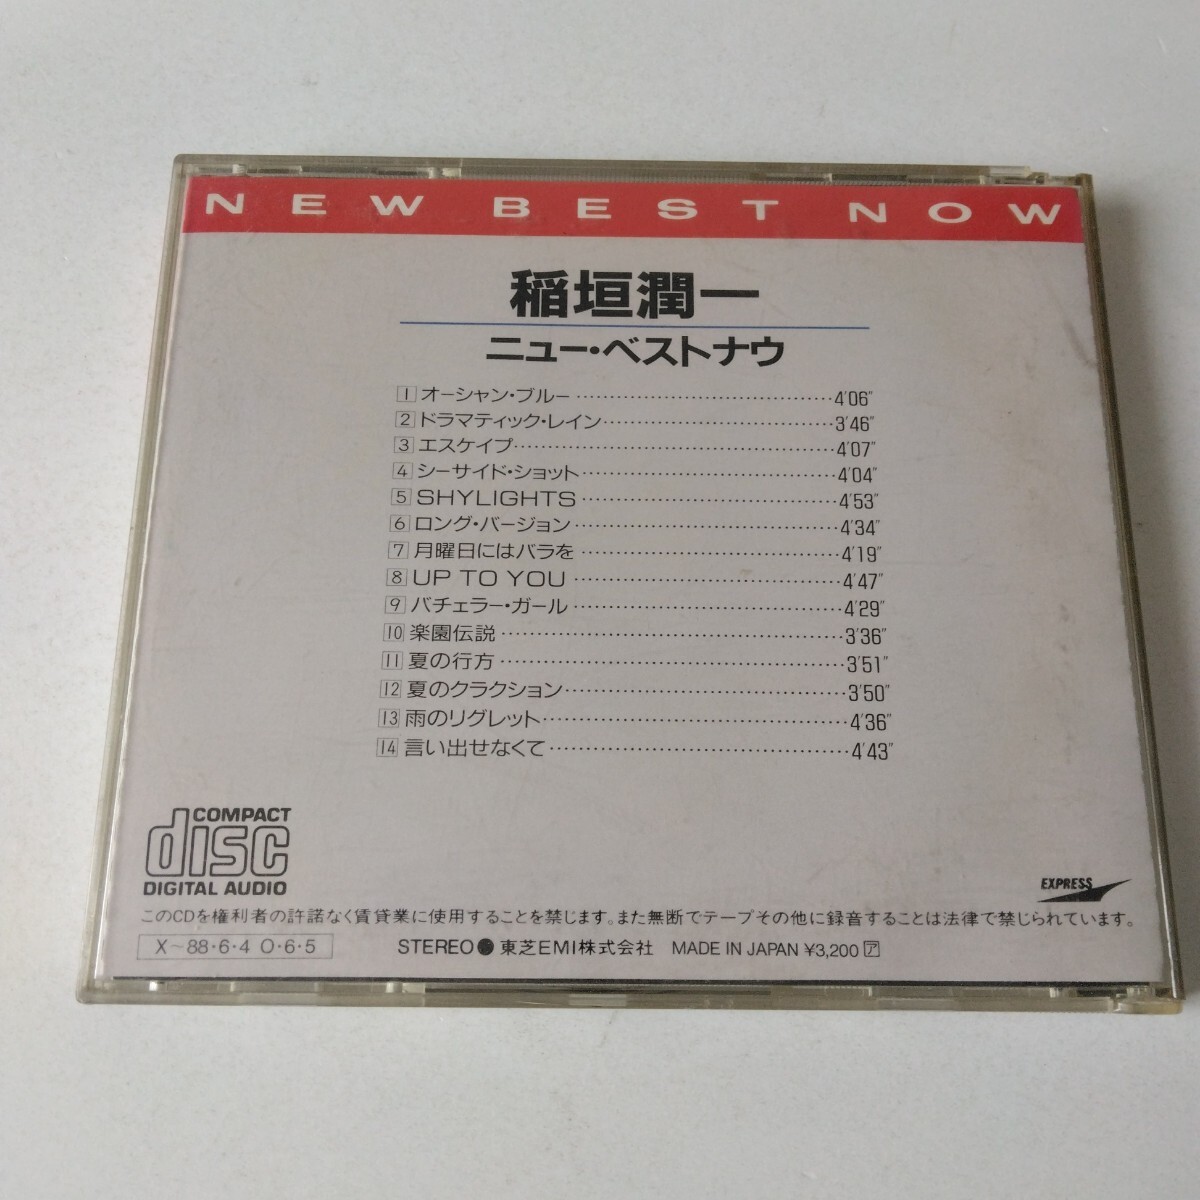 NEW BEST NOW
稲垣潤一
ニュー・ベストナウ
1 オーシャン・ブルー 4'06"
2 ドラマティック・レイン 3'46"
3 エスケイプ 4'07"
4 シーサイド・ショット 4'04"
5 SHYLIGHTS 4'53"
6 ロング・バージョン 4'34"
7 月曜日にはバラを 4'19"
8 UP TO YOU 4'47"
9 バチェラー・ガール 4'29"
10 楽園伝説 3'36"
11 夏の行方 3'51"
12 夏のクラクション 3'50"
13 雨のリグレット 4'36"
14 言い出せなくて 4'43"
COMPACT
disc
DIGITAL AUDIO
EXPRESS
このCDを権利者の許諾なく賃貸業に使用することを禁じます。また無断でテープその他に録音することは法律で禁じられています。
X〜88・6・4 O・6・5 STEREO ● 東芝EMI株式会社 MADE IN JAPAN ¥3,200 ア